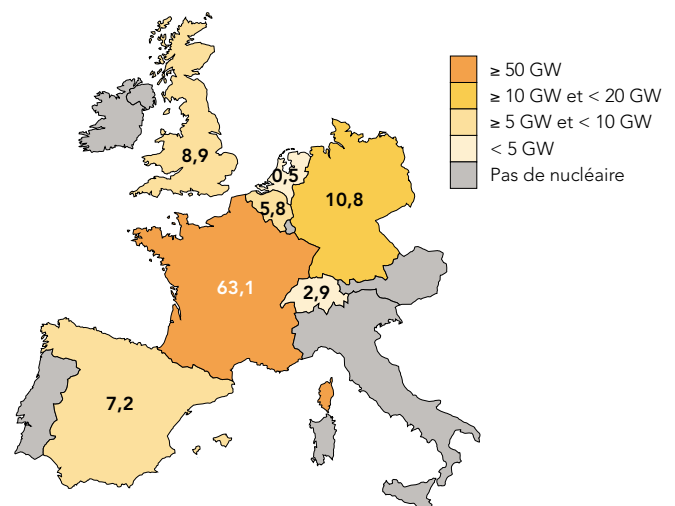 ≥ 50 GW
≥ 10 GW et < 20 GW
≥ 5 GW et < 10 GW
< 5 GW
Pas de nucléaire
8,9
0,5
5,8
10,8
63,1
2,9
7,2